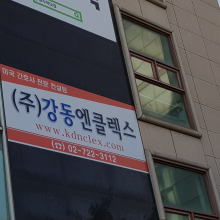 미국 간호사 전문 컨설팅
(주)강동엔클렉스
www.kdnclex.com
(☎) 02-722-3112